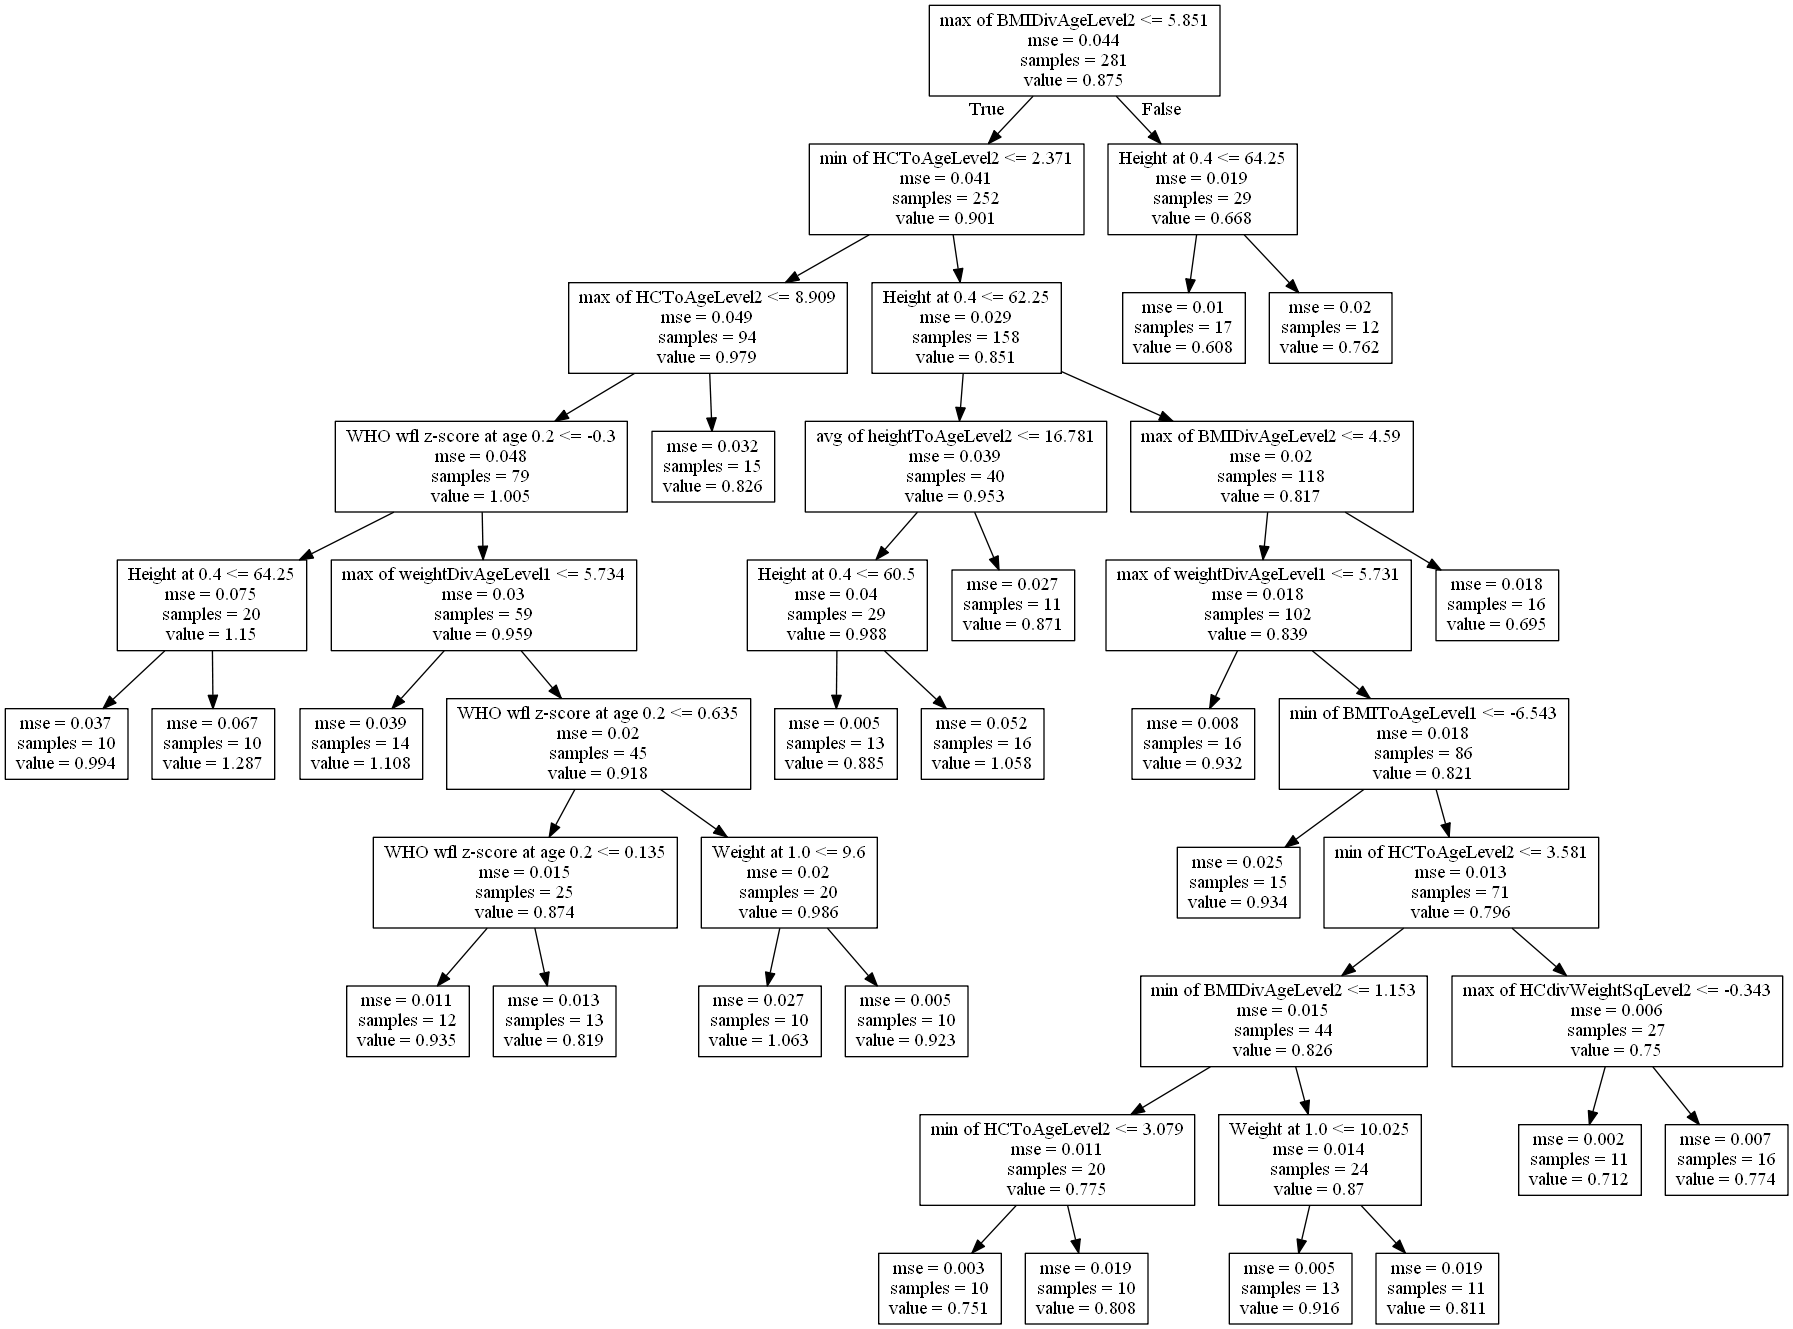 max of BMIDivAgeLevel2 <= 5.851
mse = 0.044
samples = 281
value = 0.875
True
False
min of HCToAgeLevel2 <= 2.371
mse = 0.041
samples = 252
value = 0.901
Height at 0.4 <= 64.25
mse = 0.019
samples = 29
value = 0.668
max of HCToAgeLevel2 <= 8.909
mse = 0.049
samples = 94
value = 0.979
Height at 0.4 <= 62.25
mse = 0.029
samples = 158
value = 0.851
mse = 0.01
samples = 17
value = 0.608
mse = 0.02
samples = 12
value = 0.762
WHO wfl z-score at age 0.2 <= -0.3
mse = 0.048
samples = 79
value = 1.005
mse = 0.032
samples = 15
value = 0.826
avg of heightToAgeLevel2 <= 16.781
mse = 0.039
samples = 40
value = 0.953
max of BMIDivAgeLevel2 <= 4.59
mse = 0.02
samples = 118
value = 0.817
Height at 0.4 <= 64.25
mse = 0.075
samples = 20
value = 1.15
max of weightDivAgeLevel1 <= 5.734
mse = 0.03
samples = 59
value = 0.959
Height at 0.4 <= 60.5
mse = 0.04
samples = 29
value = 0.988
mse = 0.027
samples = 11
value = 0.871
max of weightDivAgeLevel1 <= 5.731
mse = 0.018
samples = 102
value = 0.839
mse = 0.018
samples = 16
value = 0.695
mse = 0.037
samples = 10
value = 0.994
mse = 0.067
samples = 10
value = 1.287
mse = 0.039
samples = 14
value = 1.108
WHO wfl z-score at age 0.2 <= 0.635
mse = 0.02
samples = 45
value = 0.918
mse = 0.005
samples = 13
value = 0.885
mse = 0.052
samples = 16
value = 1.058
mse = 0.008
samples = 16
value = 0.932
min of BMIToAgeLevel1 <= -6.543
mse = 0.018
samples = 86
value = 0.821
WHO wfl z-score at age 0.2 <= 0.135
mse = 0.015
samples = 25
value = 0.874
Weight at 1.0 <= 9.6
mse = 0.02
samples = 20
value = 0.986
mse = 0.025
samples = 15
value = 0.934
min of HCToAgeLevel2 <= 3.581
mse = 0.013
samples = 71
value = 0.796
mse = 0.011
samples = 12
value = 0.935
mse = 0.013
samples = 13
value = 0.819
mse = 0.027
samples = 10
value = 1.063
mse = 0.005
samples = 10
value = 0.923
min of BMIDivAgeLevel2 <= 1.153
mse = 0.015
samples = 44
value = 0.826
max of HCdivWeightSqLevel2 <= -0.343
mse = 0.006
samples = 27
value = 0.75
min of HCToAgeLevel2 <= 3.079
mse = 0.011
samples = 20
value = 0.775
Weight at 1.0 <= 10.025
mse = 0.014
samples = 24
value = 0.87
mse = 0.002
samples = 11
value = 0.712
mse = 0.007
samples = 16
value = 0.774
mse = 0.003
samples = 10
value = 0.751
mse = 0.019
samples = 10
value = 0.808
mse = 0.005
samples = 13
value = 0.916
mse = 0.019
samples = 11
value = 0.811